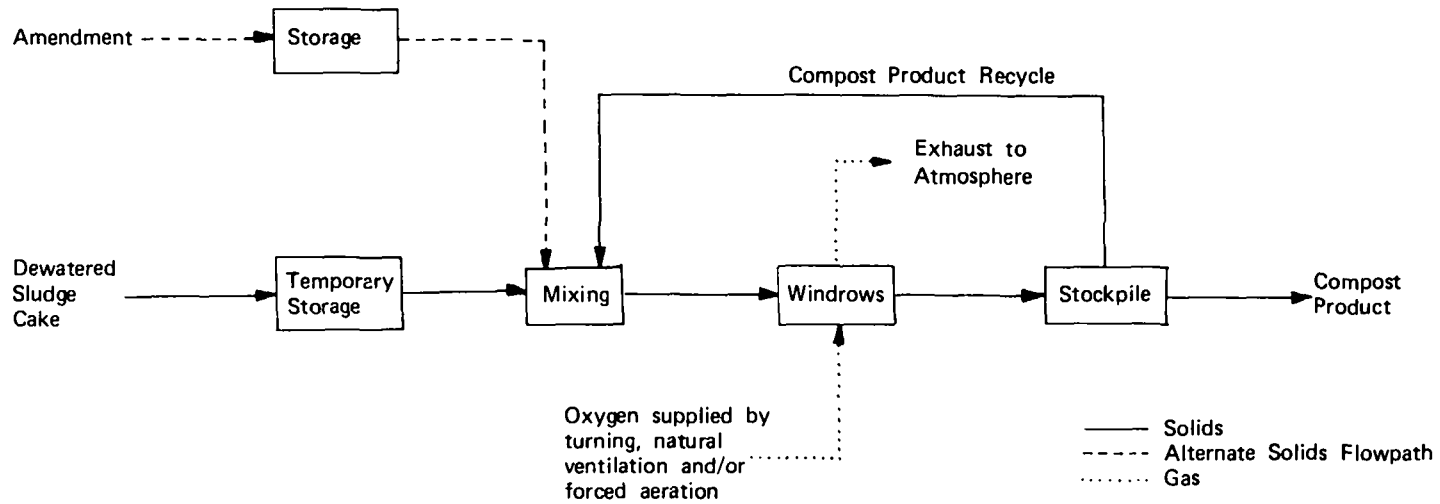 Amendment
Storage
Compost Product Recycle
Exhaust to
Atmosphere
Dewatered
Sludge
Cake
Temporary
Storage
Mixing
Windrows
Stockpile
Compost
Product
Oxygen supplied by
turning, natural
ventilation and/or
forced aeration
Solids
Alternate Solids Flowpath
Gas